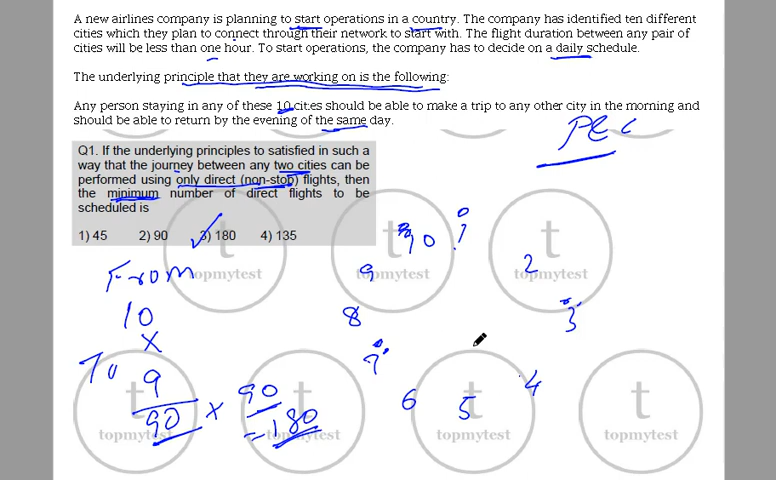 A new airlines company is planning to start operations in a country. The company has identified ten different
cities which they plan to connect through their network to start with. The flight duration between any pair of
cities will be less than one hour. To start operations, the company has to decide on a daily schedule.
The underlying principle that they are working on is the following:
Any person staying in any of these 10 cites should be able to make a trip to any other city in the morning and
should be able to return by the evening of the same day.
PEC
Q1. If the underlying principles to satisfied in such a
way that the journey between any two cities can be
performed using only direct (non-stop) flights, then
the minimum number of direct flights to be
scheduled is
1) 45 2) 90 3) 180 4) 135
From
10
X
To 9
90 x 90
= 180
10 1
9 2
8 3
7 4
6 5
t t t
topmytest topmytest topmytest
t t t t
topmytest topmytest topmytest topmytest